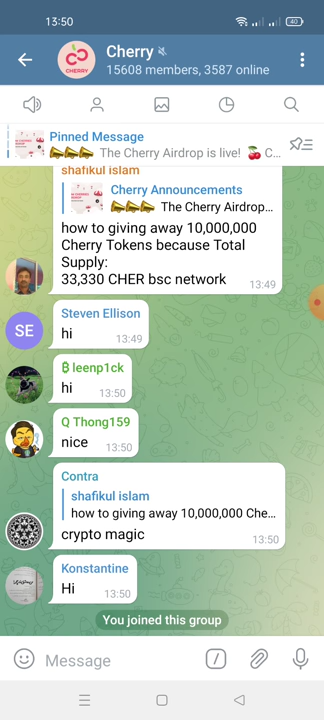 13:50
40
Cherry
15608 members, 3587 online
CHERRY
Pinned Message
The Cherry Airdrop is live! 🍒 C...
shafikul islam
Cherry Announcements
The Cherry Airdrop...
how to giving away 10,000,000
Cherry Tokens because Total
Supply:
33,330 CHER bsc network
13:49
SE
Steven Ellison
hi
13:49
₿ leenp1ck
hi
13:50
Q Thong159
nice
13:50
Contra
shafikul islam
how to giving away 10,000,000 Che...
crypto magic
13:50
Konstantine
Hi
13:50
You joined this group
Message